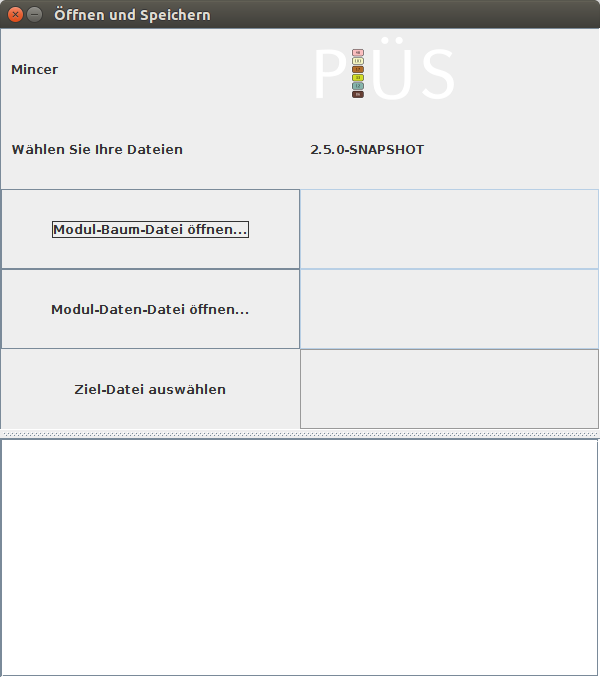 Öffnen und Speichern
Mincer
PlÜS
Wählen Sie Ihre Dateien
2.5.0-SNAPSHOT
Modul-Baum-Datei öffnen...
Modul-Daten-Datei öffnen...
Ziel-Datei auswählen